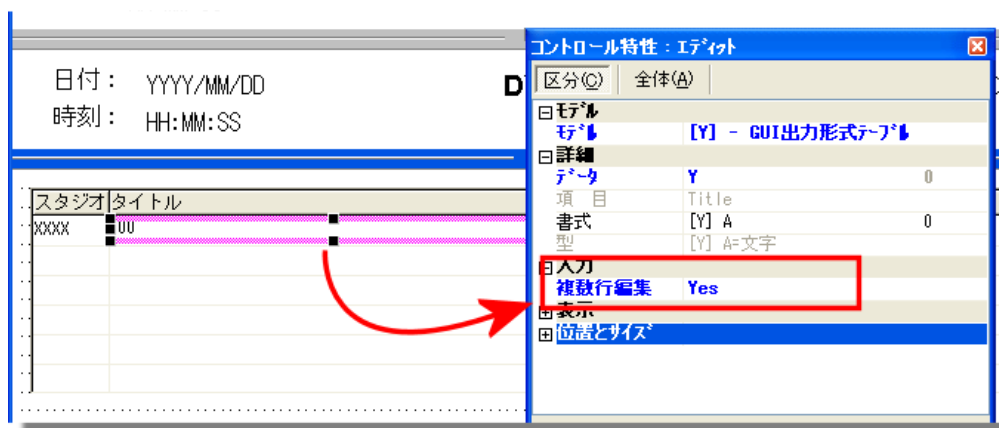 コントロール特性：ｴﾃﾞｨｯﾄ
区分(C) 全体(A)
日付： YYYY/MM/DD
時刻： HH:MM:SS
D
ﾓﾃﾞﾙ
ﾓﾃﾞﾙ [Y] - GUI出力形式ﾃｰﾌﾞﾙ
詳細
ﾃﾞｰﾀ Y 0
項 目 Title
書式 [Y] A 0
型 [Y] A=文字
入力
複数行編集 Yes
表示
位置とサイズ
スタジオ タイトル
XXXX UU